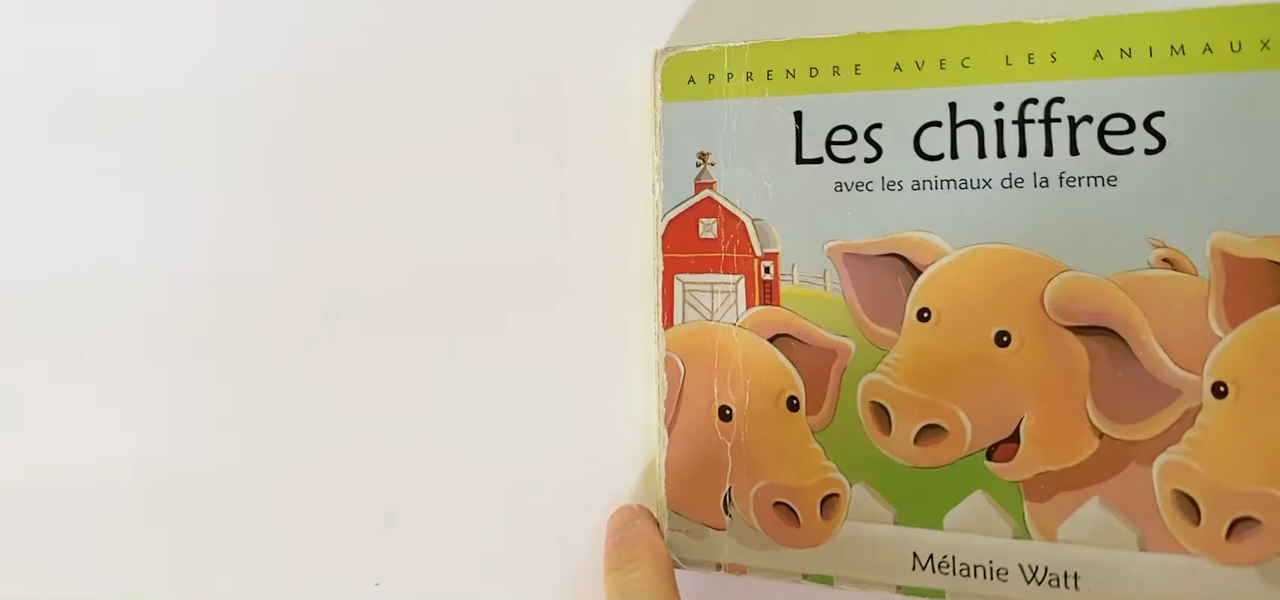 APPRENDRE AVEC LES ANIMAUX
Les chiffres
avec les animaux de la ferme
Mélanie Watt